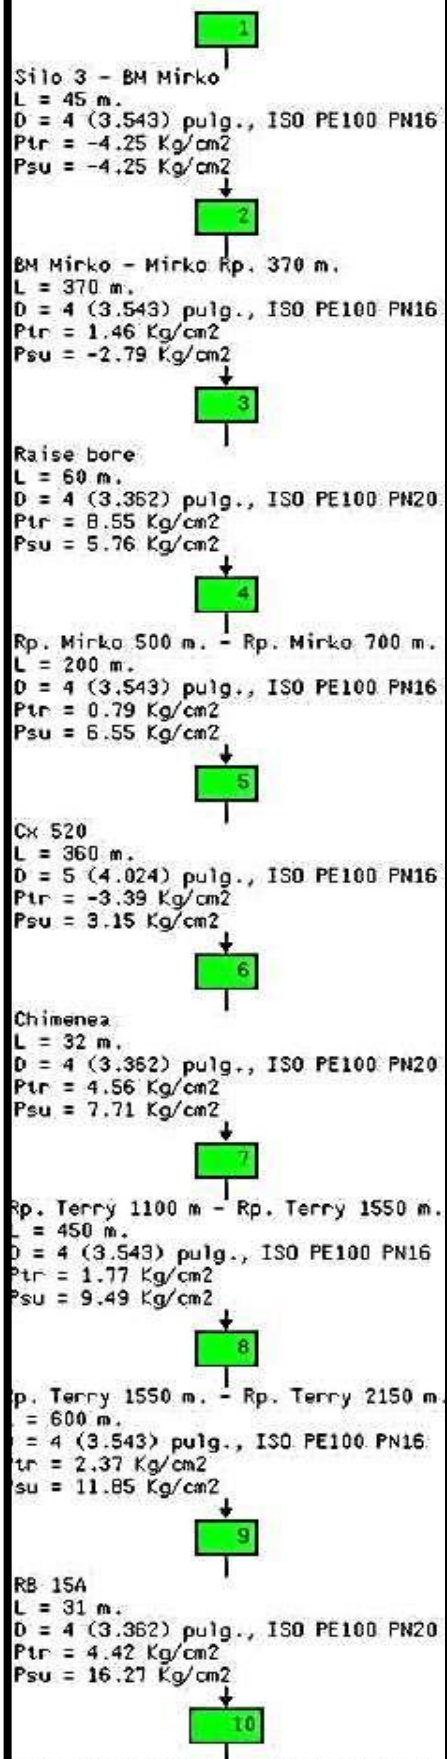 1
Silo 3 - BM Mirko
L = 45 m.
D = 4 (3.543) pulg., ISO PE100 PN16
Ptr = -4.25 Kg/cm2
Psu = -4.25 Kg/cm2
2
BM Mirko - Mirko Rp. 370 m.
L = 370 m.
D = 4 (3.543) pulg., ISO PE100 PN16
Ptr = 1.46 Kg/cm2
Psu = -2.79 Kg/cm2
3
Raise bore
L = 60 m.
D = 4 (3.362) pulg., ISO PE100 PN20
Ptr = 8.55 Kg/cm2
Psu = 5.76 Kg/cm2
4
Rp. Mirko 500 m. - Rp. Mirko 700 m.
L = 200 m.
D = 4 (3.543) pulg., ISO PE100 PN16
Ptr = 0.79 Kg/cm2
Psu = 6.55 Kg/cm2
5
Cx 520
L = 360 m.
D = 5 (4.024) pulg., ISO PE100 PN16
Ptr = -3.39 Kg/cm2
Psu = 3.15 Kg/cm2
6
Chimenea
L = 32 m.
D = 4 (3.362) pulg., ISO PE100 PN20
Ptr = 4.56 Kg/cm2
Psu = 7.71 Kg/cm2
7
Rp. Terry 1100 m - Rp. Terry 1550 m.
L = 450 m.
D = 4 (3.543) pulg., ISO PE100 PN16
Ptr = 1.77 Kg/cm2
Psu = 9.49 Kg/cm2
8
p. Terry 1550 m. - Rp. Terry 2150 m.
= 600 m.
= 4 (3.543) pulg., ISO PE100 PN16
tr = 2.37 Kg/cm2
su = 11.85 Kg/cm2
9
RB 15A
L = 31 m.
D = 4 (3.362) pulg., ISO PE100 PN20
Ptr = 4.42 Kg/cm2
Psu = 16.27 Kg/cm2
10